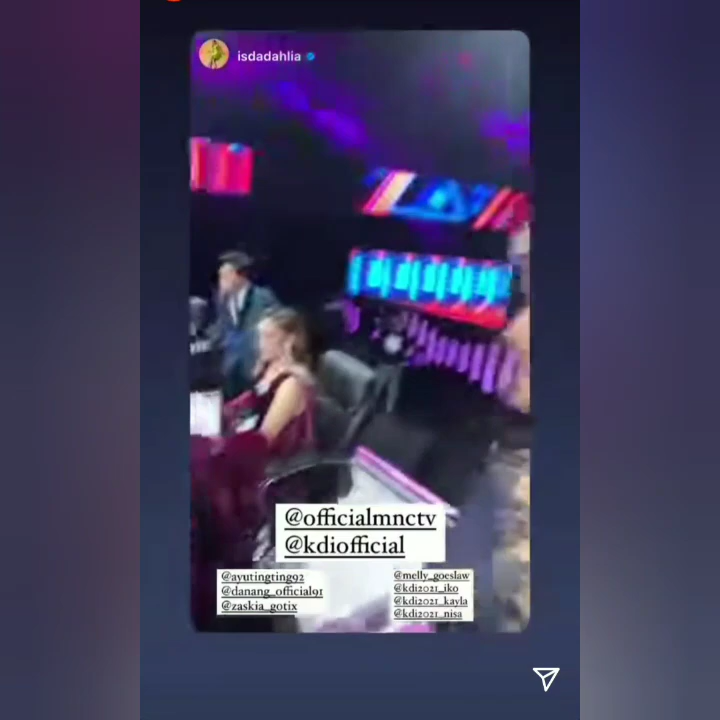 isdadahlia
@officialmnctv
@kdiofficial
@ayutingting92
@danang_official91
@zaskia_gotix
@melly_goeslaw
@kdi2021_iko
@kdi2021_kayla
@kdi2021_nisa